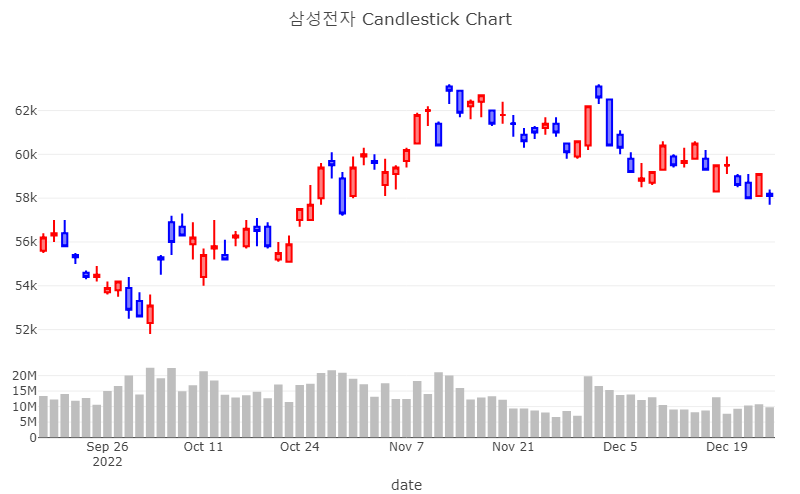 삼성전자 Candlestick Chart
62k
60k
58k
56k
54k
52k
20M
15M
10M
5M
0
Sep 26
2022
Oct 11
Oct 24
Nov 7
Nov 21
Dec 5
Dec 19
date